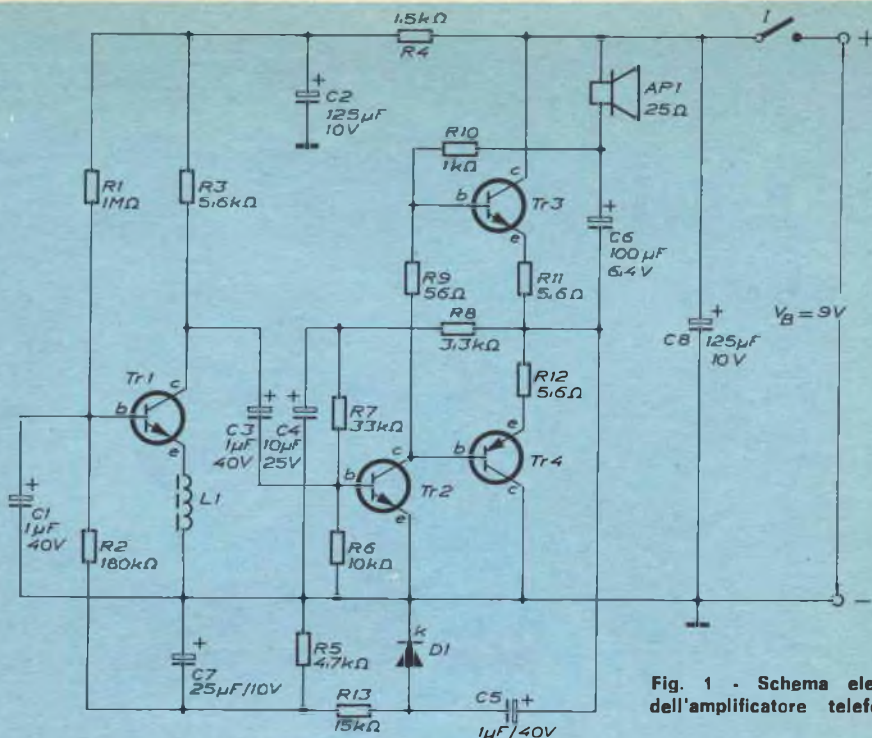 1.5kΩ
R4
I
+
+
C2
125µF
10V
AP1
25Ω
R10
1kΩ
R1
1MΩ
R3
5,6kΩ
c
b
Tr3
e
+
C6
100µF
6,4V
R9
56Ω
R11
5,6Ω
R8
3,3kΩ
+
C8
125µF
10V
VB = 9V
Tr1
c
b
e
R12
5,6Ω
+
C3
1µF
40V
+
C4
10µF
25V
R7
33kΩ
c
b
Tr2
e
e
b
Tr4
c
L1
+
C1
1µF
40V
R2
180kΩ
R6
10kΩ
−
+
C7
25µF/10V
R5
4,7kΩ
k
D1
R13
15kΩ
C5
+
1µF/40V
Fig. 1 - Schema ele
dell'amplificatore telef